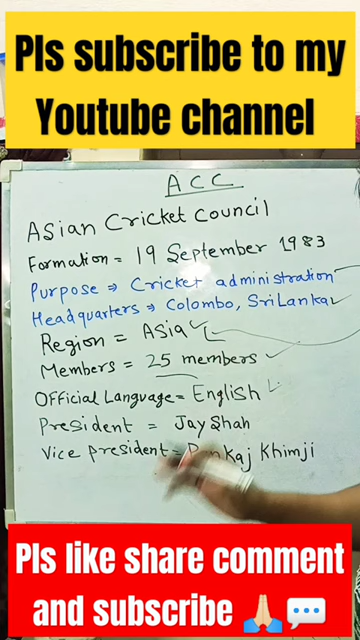 Pls subscribe to my
Youtube channel
ACC
Asian Cricket Council
Formation = 19 September 1983
Purpose → Cricket administration
Headquarters → Colombo, SriLanka
Region = Asia
Members = 25 members
Official Language = English
President = Jay Shah
Vice president = Pankaj Khimji
Pls like share comment
and subscribe 🙏🏻💬